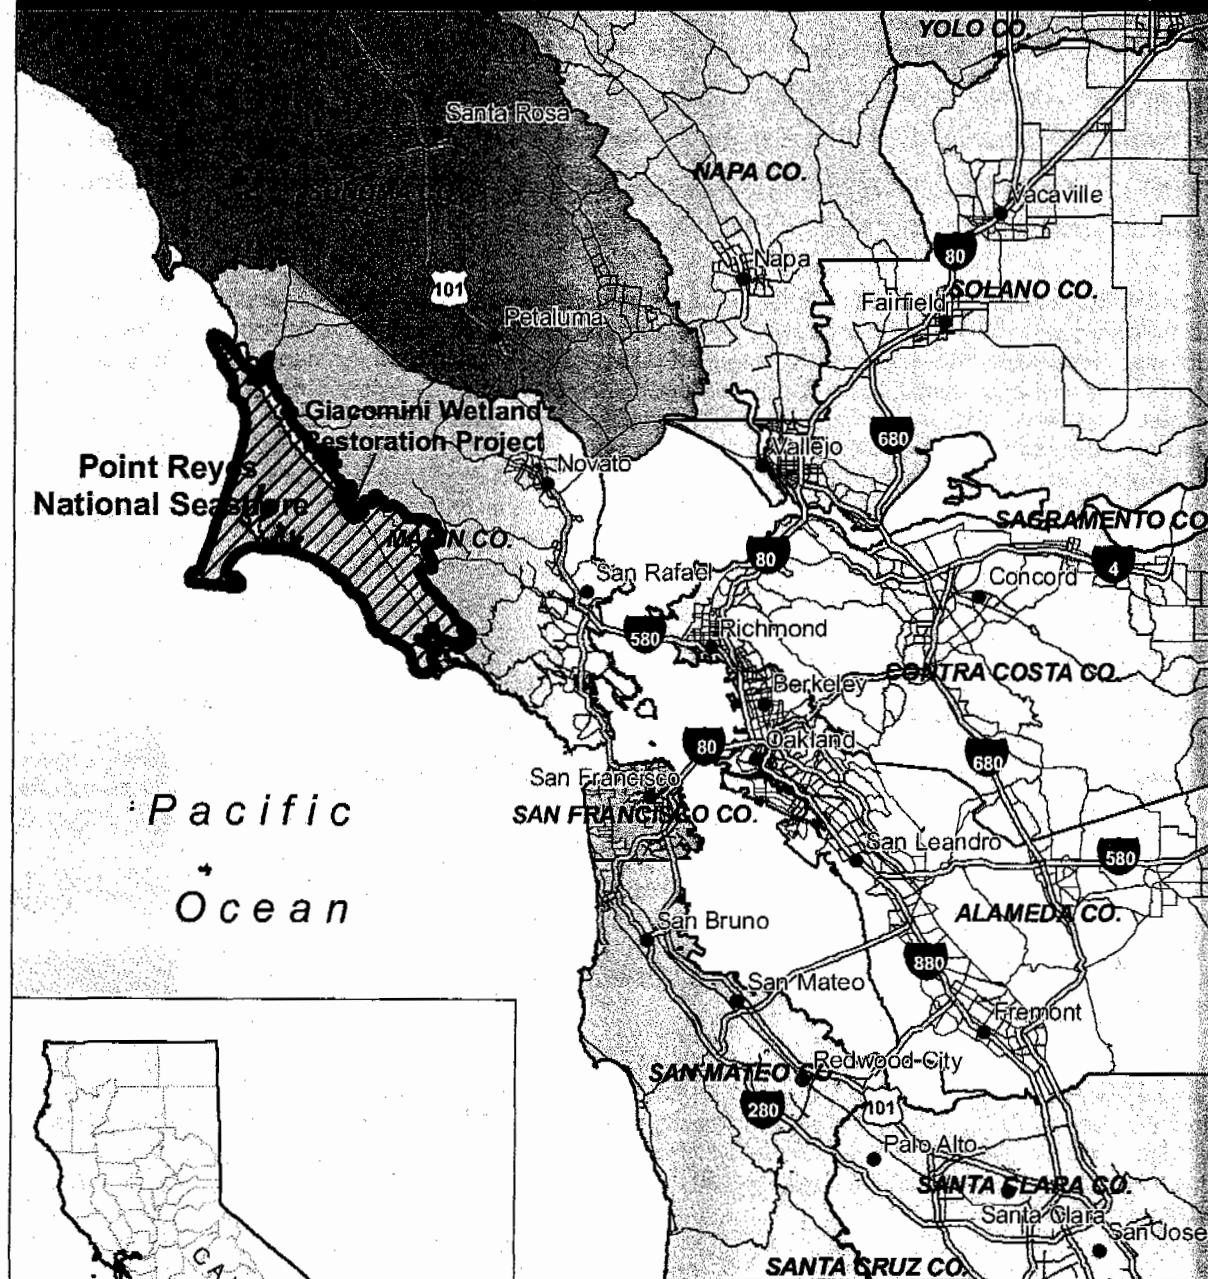 YOLO CO.
Santa Rosa
NAPA CO.
Vacaville
80
Napa
SOLANO CO.
101
Fairfield
Petaluma
Giacomini Wetland
Restoration Project
680
Vallejo
Point Reyes
National Seashore
Novato
SACRAMENTO CO
MARIN CO.
80
4
San Rafael
Concord
580
Richmond
CONTRA COSTA CO.
Berkeley
80
Oakland
680
San Francisco
SAN FRANCISCO CO.
Pacific
Ocean
San Leandro
580
ALAMEDA CO.
San Bruno
880
San Mateo
Fremont
Redwood City
SAN MATEO CO.
280
101
Palo Alto
SANTA CLARA CO.
Santa Clara
San Jose
CA
SANTA CRUZ CO.